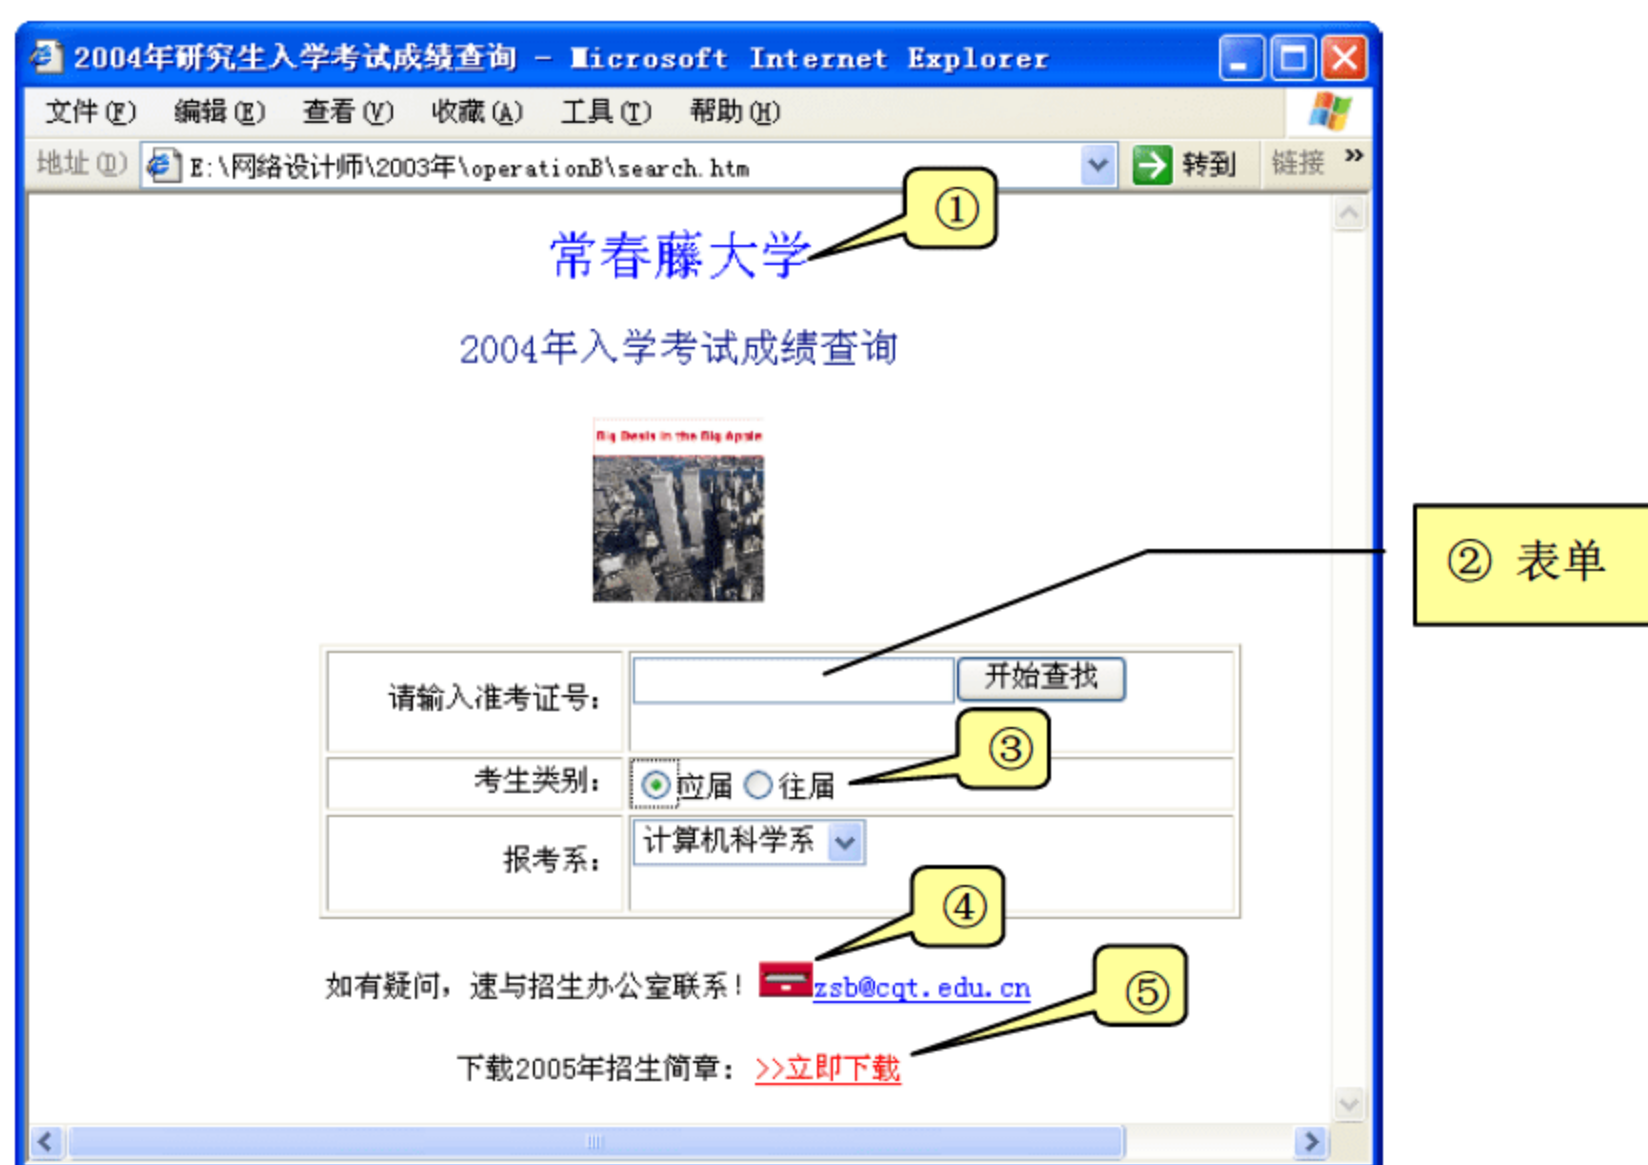 2004年研究生入学考试成绩查询 - Microsoft Internet Explorer
文件(F) 编辑(E) 查看(V) 收藏(A) 工具(T) 帮助(H)
地址(D) E:\网络设计师\2003年\operationB\search.htm 转到 链接 »
①
常春藤大学
2004年入学考试成绩查询
Big Deals in the Big Apple
② 表单
请输入准考证号： 开始查找
③
考生类别： 应届 往届
报考系： 计算机科学系
④
如有疑问，速与招生办公室联系！ zsb@cqt.edu.cn
⑤
下载2005年招生简章： >>立即下载